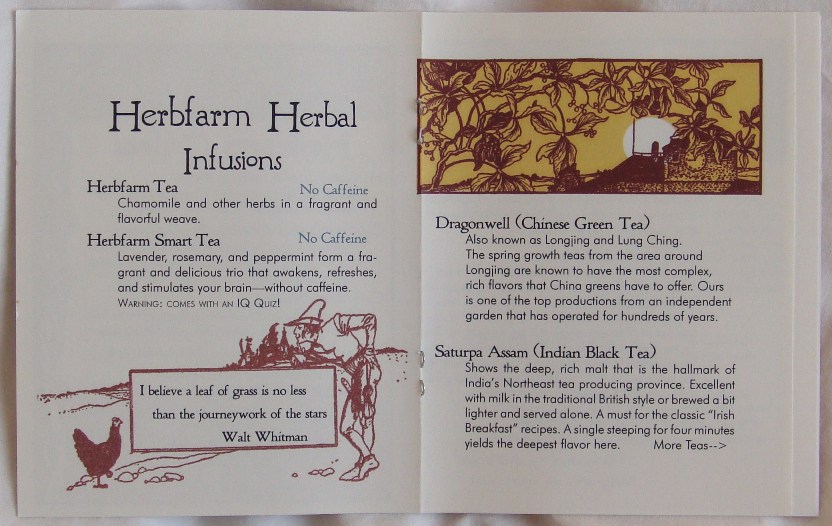 Herbfarm Herbal
Infusions
Herbfarm Tea No Caffeine
Chamomile and other herbs in a fragrant and
flavorful weave.
Herbfarm Smart Tea No Caffeine
Lavender, rosemary, and peppermint form a fra-
grant and delicious trio that awakens, refreshes,
and stimulates your brain—without caffeine.
WARNING: COMES WITH AN IQ QUIZ!
I believe a leaf of grass is no less
than the journeywork of the stars
Walt Whitman
Dragonwell (Chinese Green Tea)
Also known as Longjing and Lung Ching.
The spring growth teas from the area around
Longjing are known to have the most complex,
rich flavors that China greens have to offer. Ours
is one of the top productions from an independent
garden that has operated for hundreds of years.
Saturpa Assam (Indian Black Tea)
Shows the deep, rich malt that is the hallmark of
India's Northeast tea producing province. Excellent
with milk in the traditional British style or brewed a bit
lighter and served alone. A must for the classic "Irish
Breakfast" recipes. A single steeping for four minutes
yields the deepest flavor here. More Teas-->